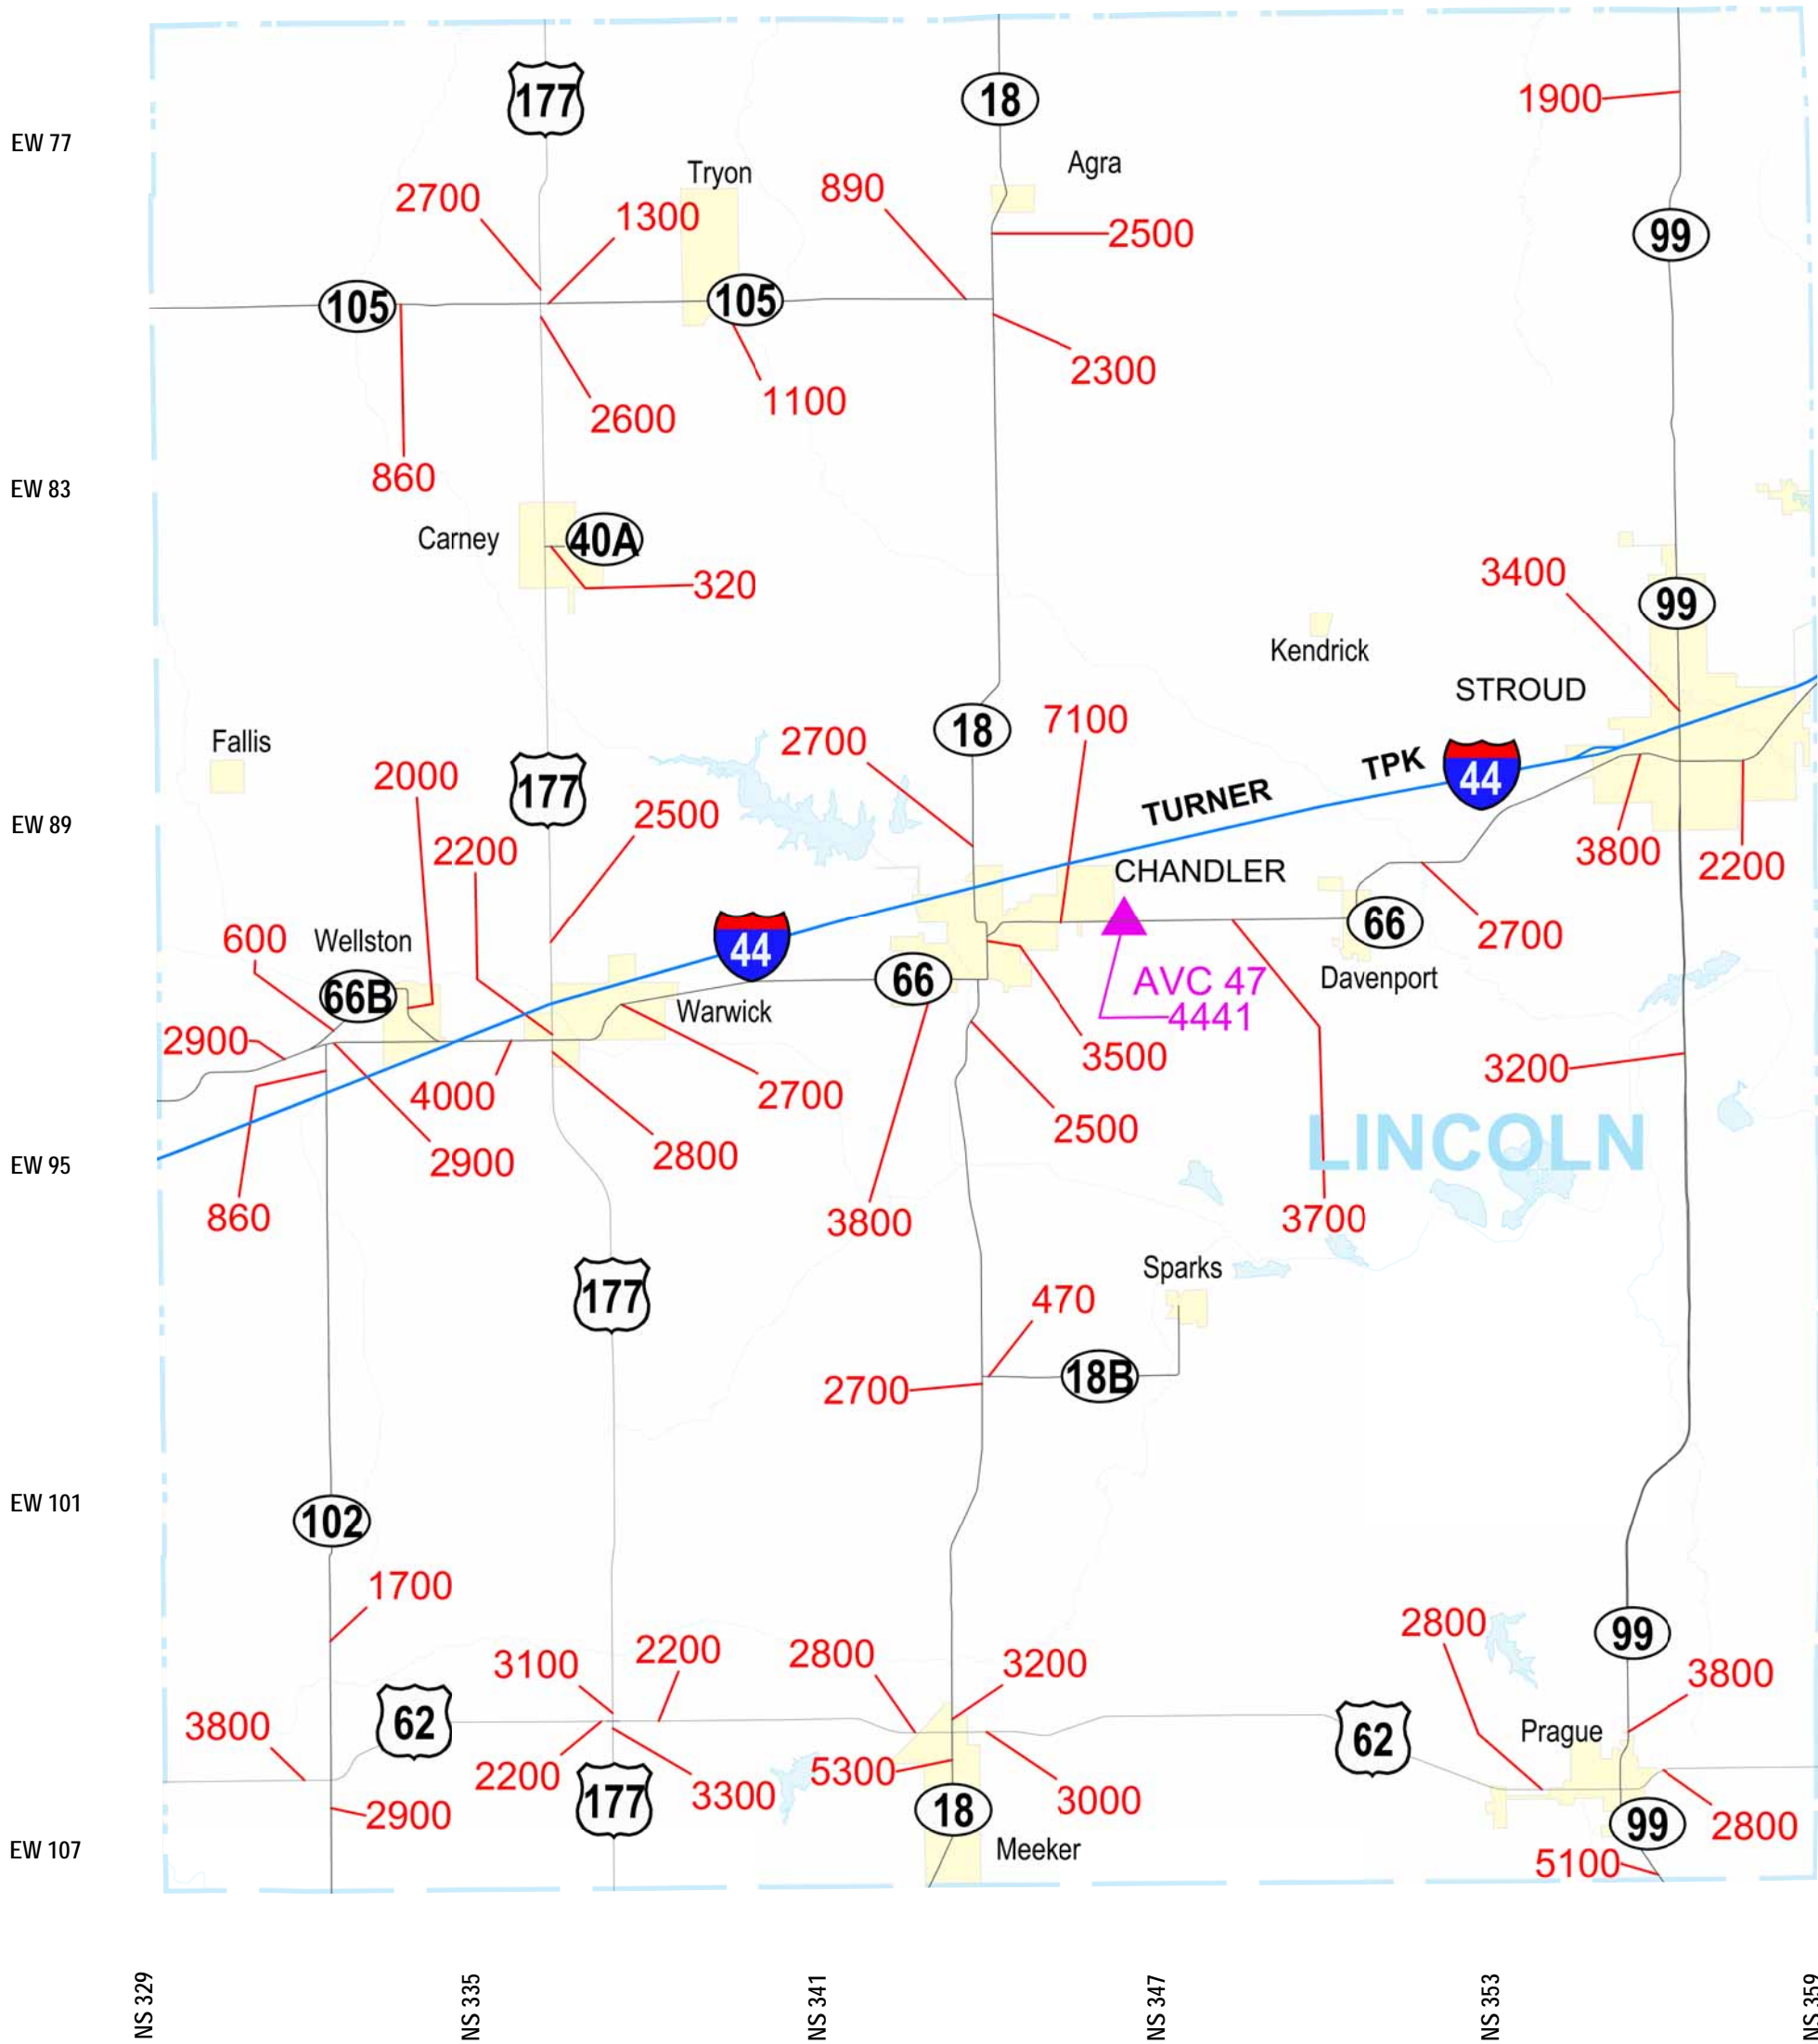 177
18
1900
EW 77
Tryon
Agra
890
2700
1300
2500
99
105
105
2300
1100
2600
860
EW 83
Carney
40A
320
3400
99
Kendrick
STROUD
Fallis
18
7100
2700
TPK
44
2000
177
TURNER
2500
EW 89
2200
3800
2200
CHANDLER
66
2700
600
Wellston
44
66
AVC 47
Davenport
66B
Warwick
4441
2900
3500
3200
4000
2700
2500
LINCOLN
2900
2800
EW 95
860
3800
3700
Sparks
177
470
18B
2700
EW 101
102
1700
2800
99
3100
2200
2800
3200
3800
3800
62
62
Prague
2200
5300
3300
177
3000
18
2900
99
2800
EW 107
Meeker
5100
NS 329
NS 335
NS 341
NS 347
NS 353
NS 359